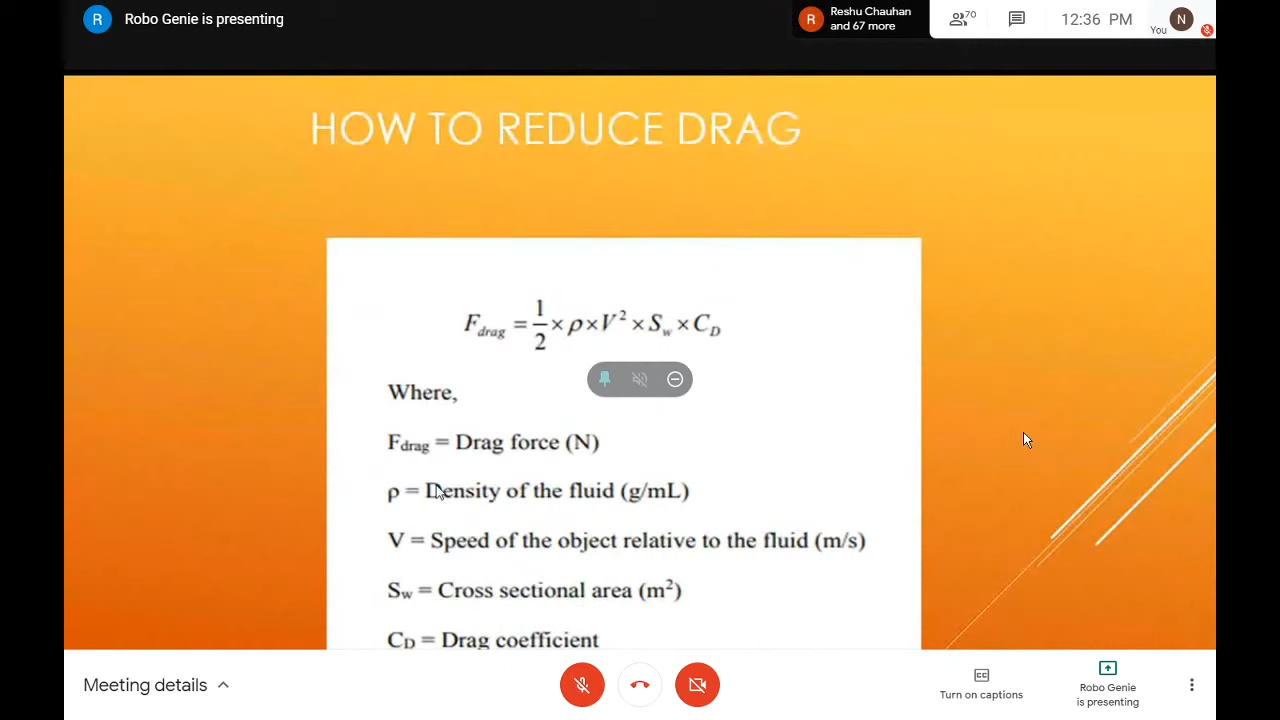 R Robo Genie is presenting
R Reshu Chauhan
and 67 more
70
12:36 PM
You N
HOW TO REDUCE DRAG
F_drag = 1/2 × ρ × V² × S_w × C_D
Where,
Fdrag = Drag force (N)
ρ = Density of the fluid (g/mL)
V = Speed of the object relative to the fluid (m/s)
Sw = Cross sectional area (m²)
CD = Drag coefficient
Meeting details
Turn on captions
Robo Genie
is presenting